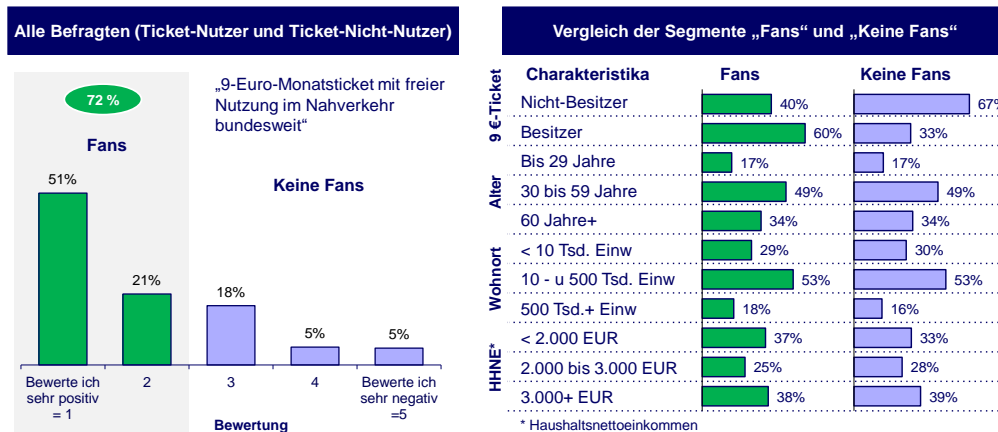 Alle Befragten (Ticket-Nutzer und Ticket-Nicht-Nutzer)
72 %
Fans
„9-Euro-Monatsticket mit freier
Nutzung im Nahverkehr
bundesweit“
Keine Fans
51%
21%
18%
5%
5%
Bewerte ich
sehr positiv
= 1
2
3
4
Bewerte ich
sehr negativ
=5
Bewertung
Vergleich der Segmente „Fans“ und „Keine Fans“
Charakteristika Fans Keine Fans
9 €-Ticket
Nicht-Besitzer 40% 67%
Besitzer 60% 33%
Alter
Bis 29 Jahre 17% 17%
30 bis 59 Jahre 49% 49%
60 Jahre+ 34% 34%
Wohnort
< 10 Tsd. Einw 29% 30%
10 - u 500 Tsd. Einw 53% 53%
500 Tsd.+ Einw 18% 16%
HHNE*
< 2.000 EUR 37% 33%
2.000 bis 3.000 EUR 25% 28%
3.000+ EUR 38% 39%
* Haushaltsnettoeinkommen